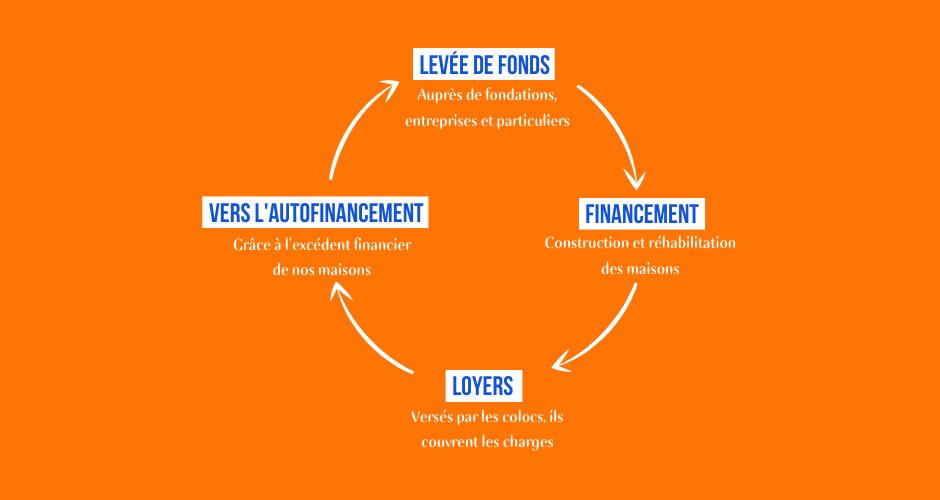 LEVÉE DE FONDS
Auprès de fondations,
entreprises et particuliers
VERS L'AUTOFINANCEMENT
Grâce à l'excédent financier
de nos maisons
FINANCEMENT
Construction et réhabilitation
des maisons
LOYERS
Versés par les colocs, ils
couvrent les charges